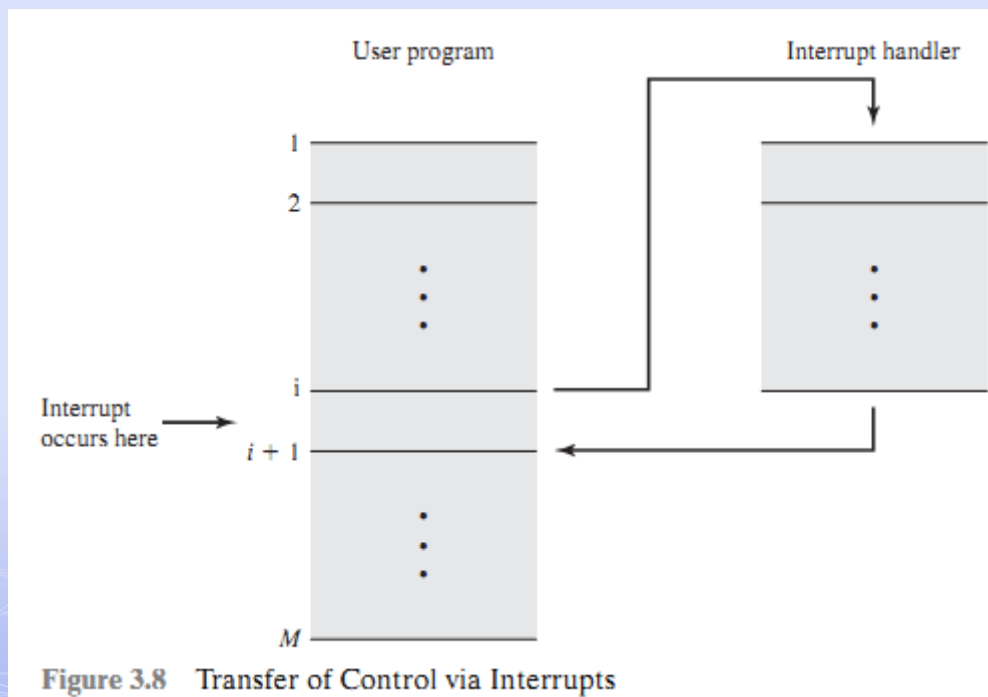 User program
Interrupt handler
1
2
i
Interrupt
occurs here
i + 1
M
Figure 3.8 Transfer of Control via Interrupts